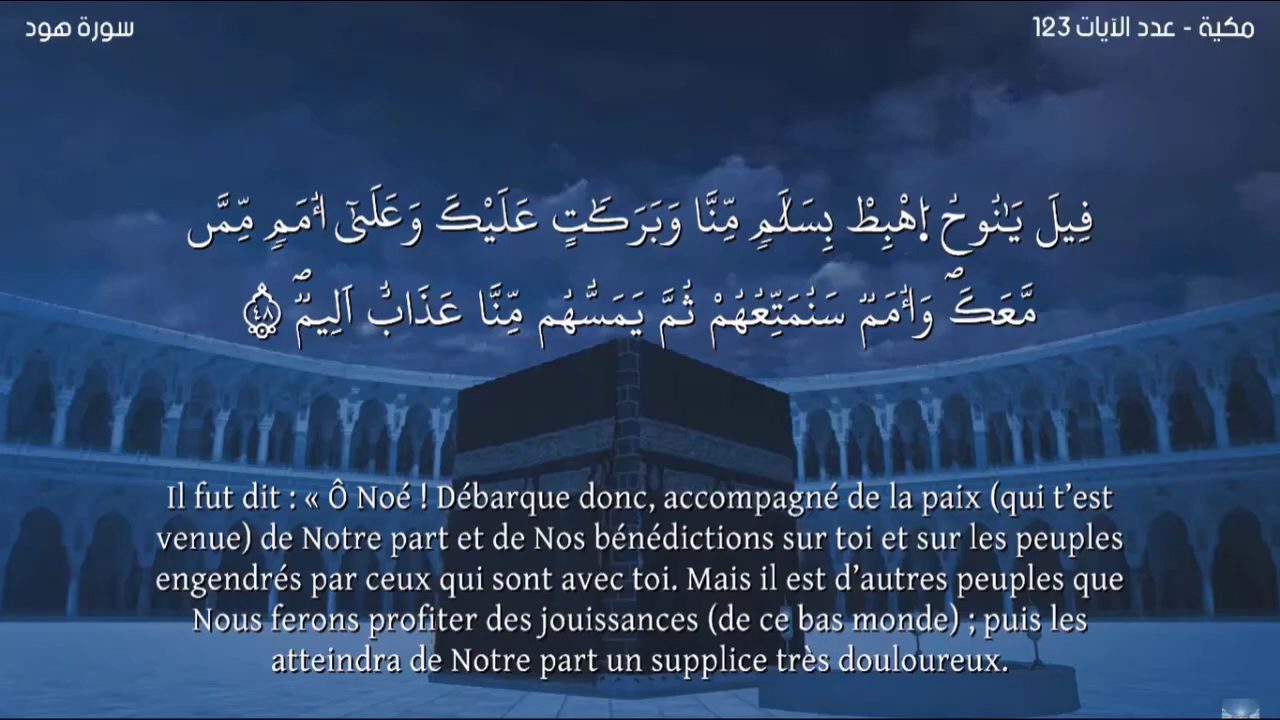 سورة هود
مكية - عدد الآيات 123
فِيلَ يَٰنُوحُ اُ۪هْبِطْ بِسَلَٰمٖ مِّنَّا وَبَرَكَٰتٍ عَلَيْكَ وَعَلَىٰٓ أُمَمٖ مِّمَّن
مَّعَكَۖ وَأُمَمٞ سَنُمَتِّعُهُمْ ثُمَّ يَمَسُّهُم مِّنَّا عَذَابٌ اَلِيمٞۖ ٤٨
Il fut dit : « Ô Noé ! Débarque donc, accompagné de la paix (qui t’est
venue) de Notre part et de Nos bénédictions sur toi et sur les peuples
engendrés par ceux qui sont avec toi. Mais il est d’autres peuples que
Nous ferons profiter des jouissances (de ce bas monde) ; puis les
atteindra de Notre part un supplice très douloureux.